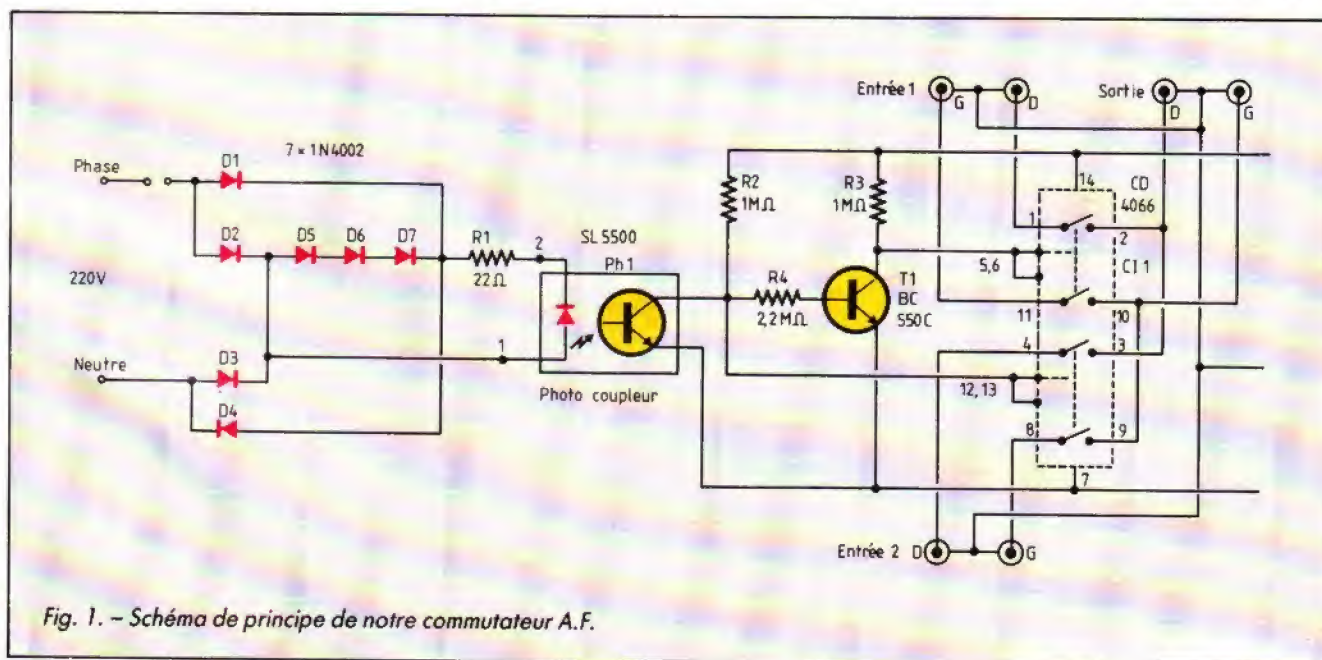 Entrée 1 G D Sortie D G
7 × 1N4002
Phase D1
R2 1MΩ
R3 1MΩ
14 CD 4066
D2 D5 D6 D7 R1 22Ω 2
SL 5500
Ph1
1 2
5,6 CI 1
220V
R4 2,2MΩ
T1 BC 550C
11 10
4 3
Neutre D3 1
Photo coupleur
12,13
D4
8 9
7
Entrée 2 D G
Fig. 1. – Schéma de principe de notre commutateur A.F.